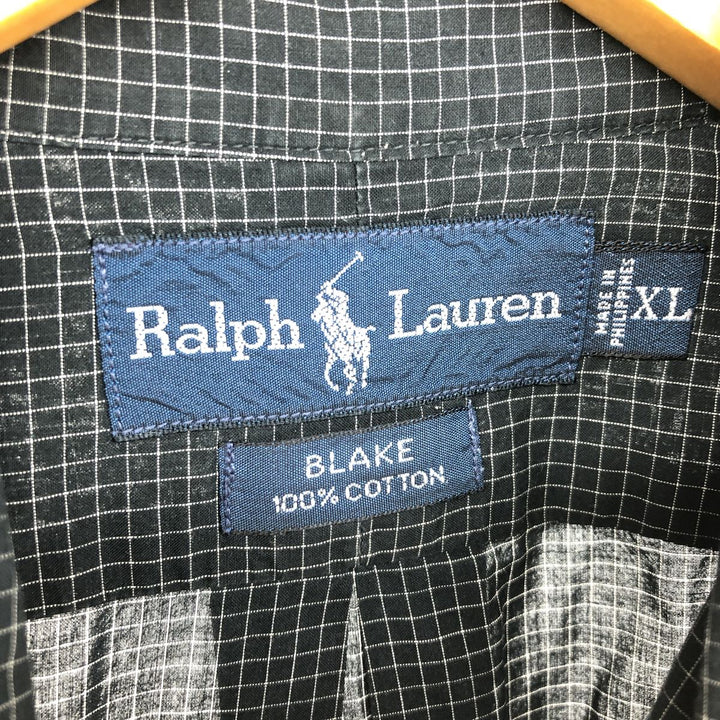 Ralph Lauren
MADE IN
PHILIPPINES
XL
BLAKE
100% COTTON